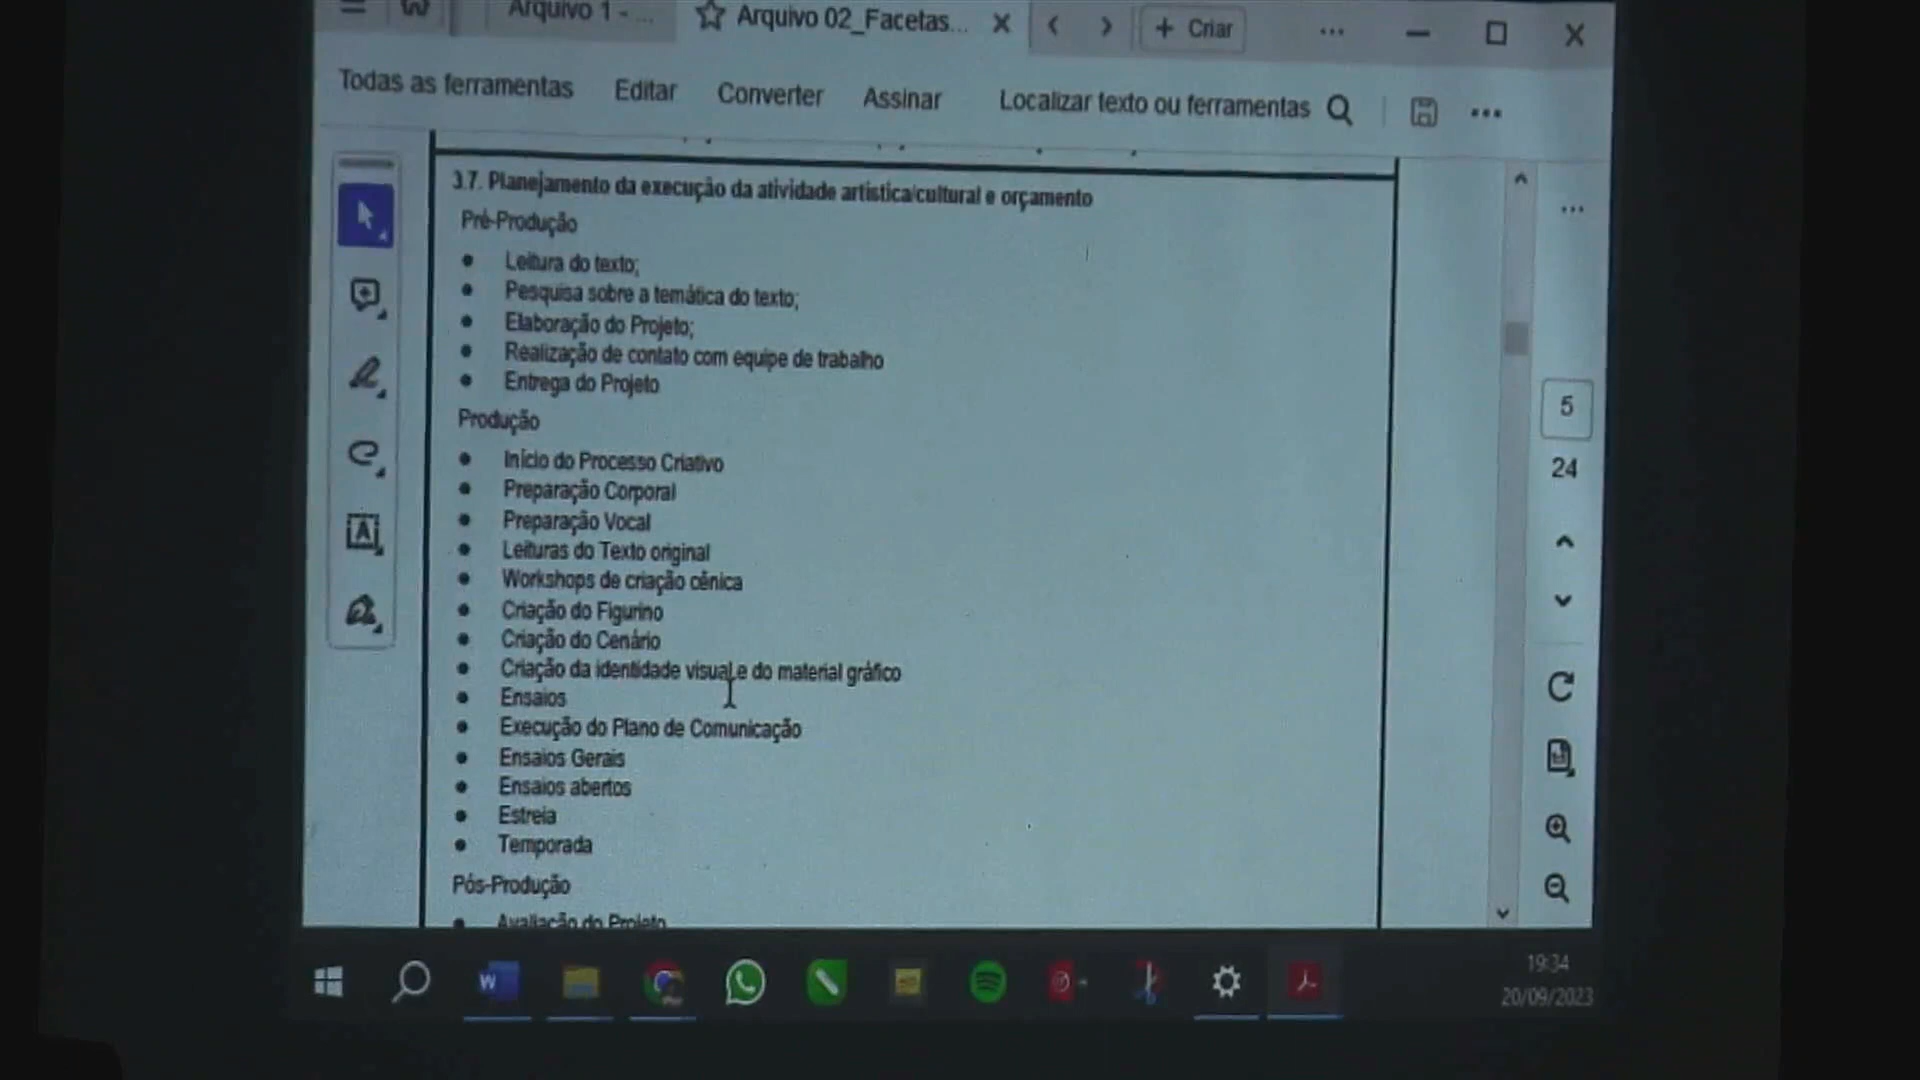 Arquivo 1 - ...
Arquivo 02_Facetas...
+ Criar
Todas as ferramentas
Editar
Converter
Assinar
Localizar texto ou ferramentas
3.7. Planejamento da execução da atividade artística/cultural e orçamento
Pré-Produção
Leitura do texto;
Pesquisa sobre a temática do texto;
Elaboração do Projeto;
Realização de contato com equipe de trabalho
Entrega do Projeto
Produção
Início do Processo Criativo
Preparação Corporal
Preparação Vocal
Leituras do Texto original
Workshops de criação cênica
Criação do Figurino
Criação do Cenário
Criação da identidade visual e do material gráfico
Ensaios
Execução do Plano de Comunicação
Ensaios Gerais
Ensaios abertos
Estreia
Temporada
Pós-Produção
Avaliação do Projeto
5
24
19:34
20/09/2023